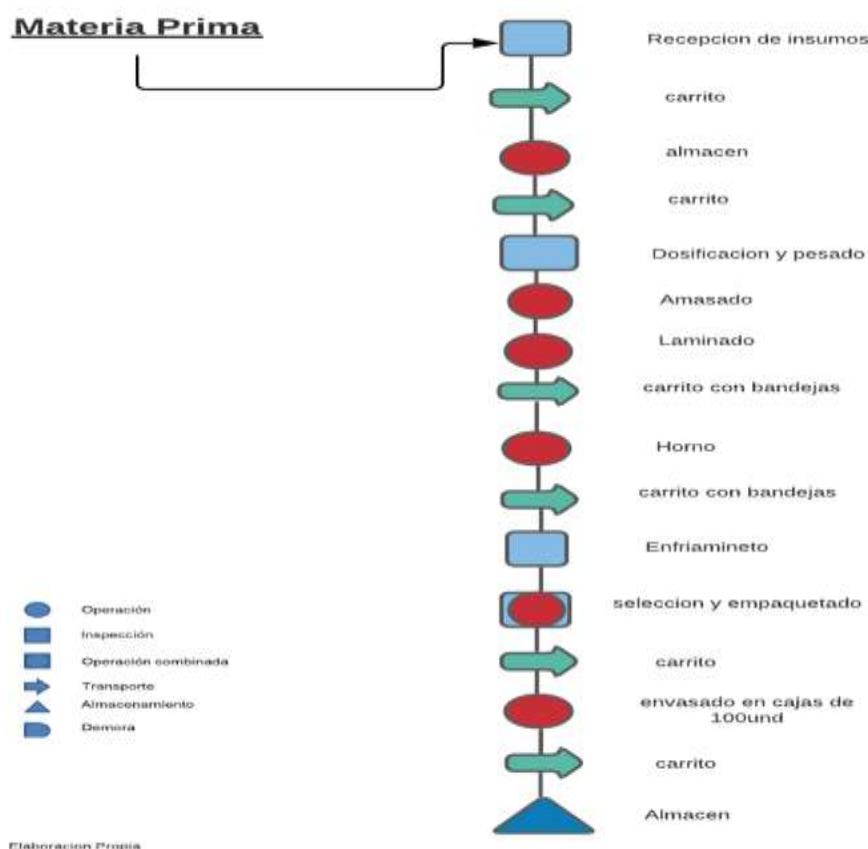 Materia Prima
Recepcion de insumos
carrito
almacen
carrito
Dosificacion y pesado
Amasado
Laminado
carrito con bandejas
Horno
carrito con bandejas
Enfriamineto
seleccion y empaquetado
carrito
envasado en cajas de
100und
carrito
Almacen
Operación
Inspección
Operación combinada
Transporte
Almacenamiento
Demora
Elaboracion Propia